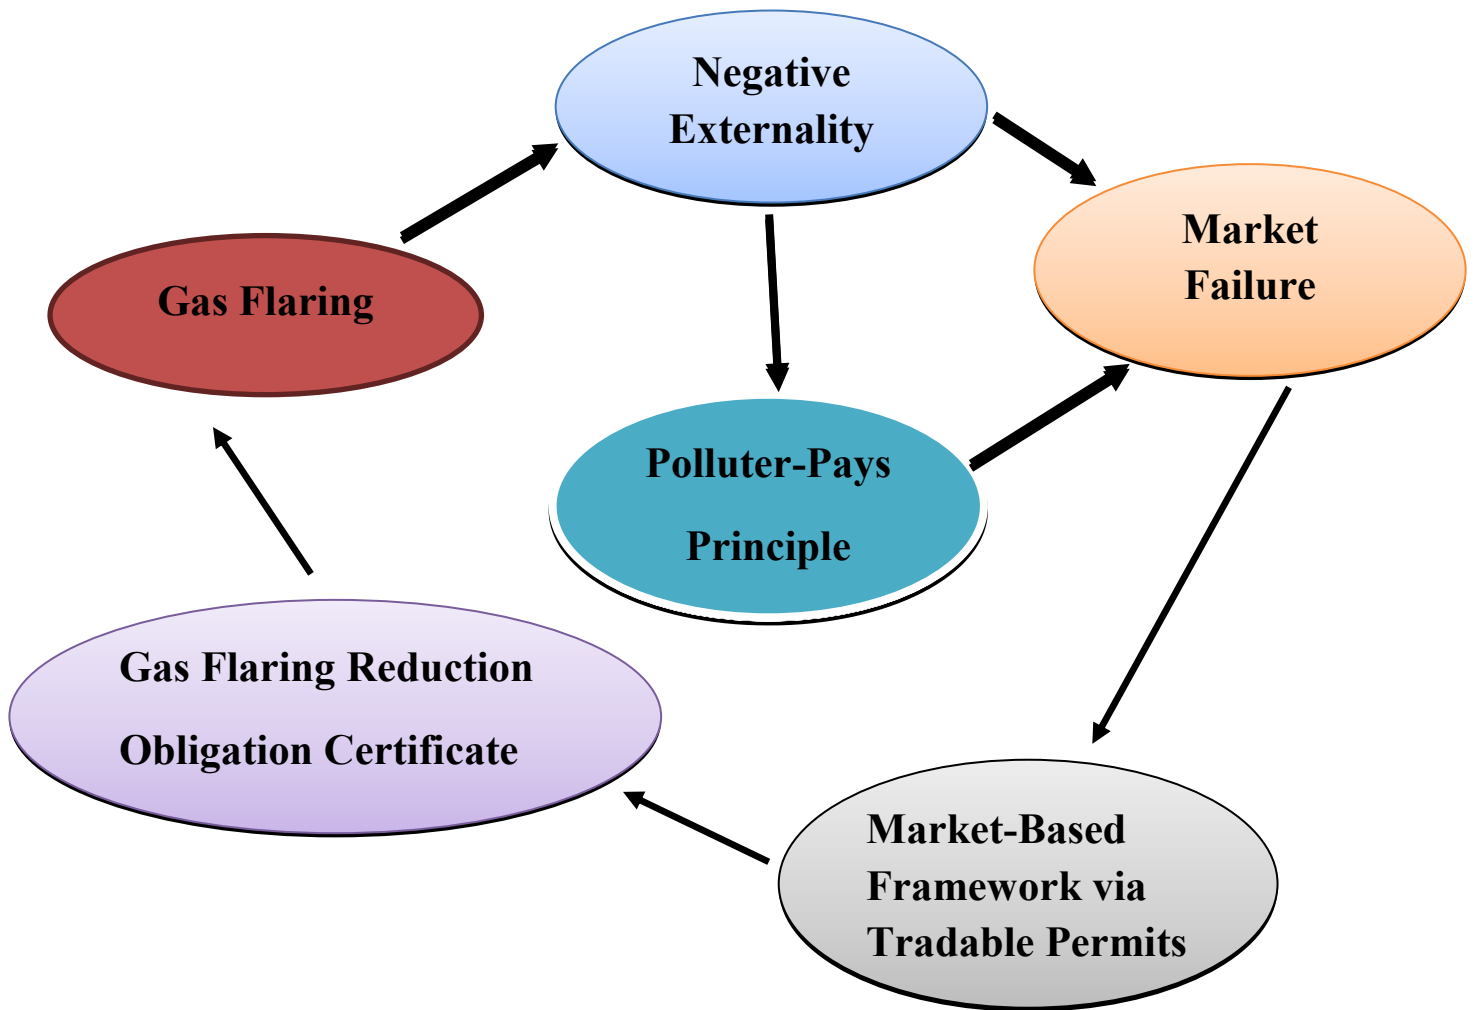 Negative
Externality
Market
Failure
Gas Flaring
Polluter-Pays
Principle
Gas Flaring Reduction
Obligation Certificate
Market-Based
Framework via
Tradable Permits